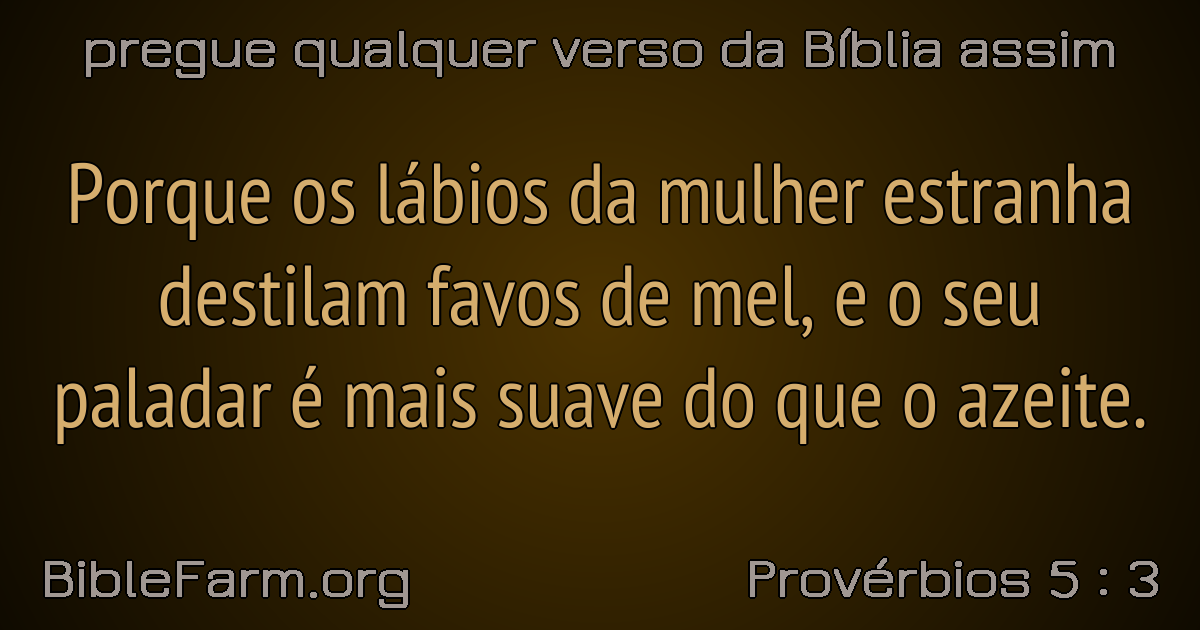 pregue qualquer verso da Bíblia assim
Porque os lábios da mulher estranha
destilam favos de mel, e o seu
paladar é mais suave do que o azeite.
BibleFarm.org
Provérbios 5 : 3